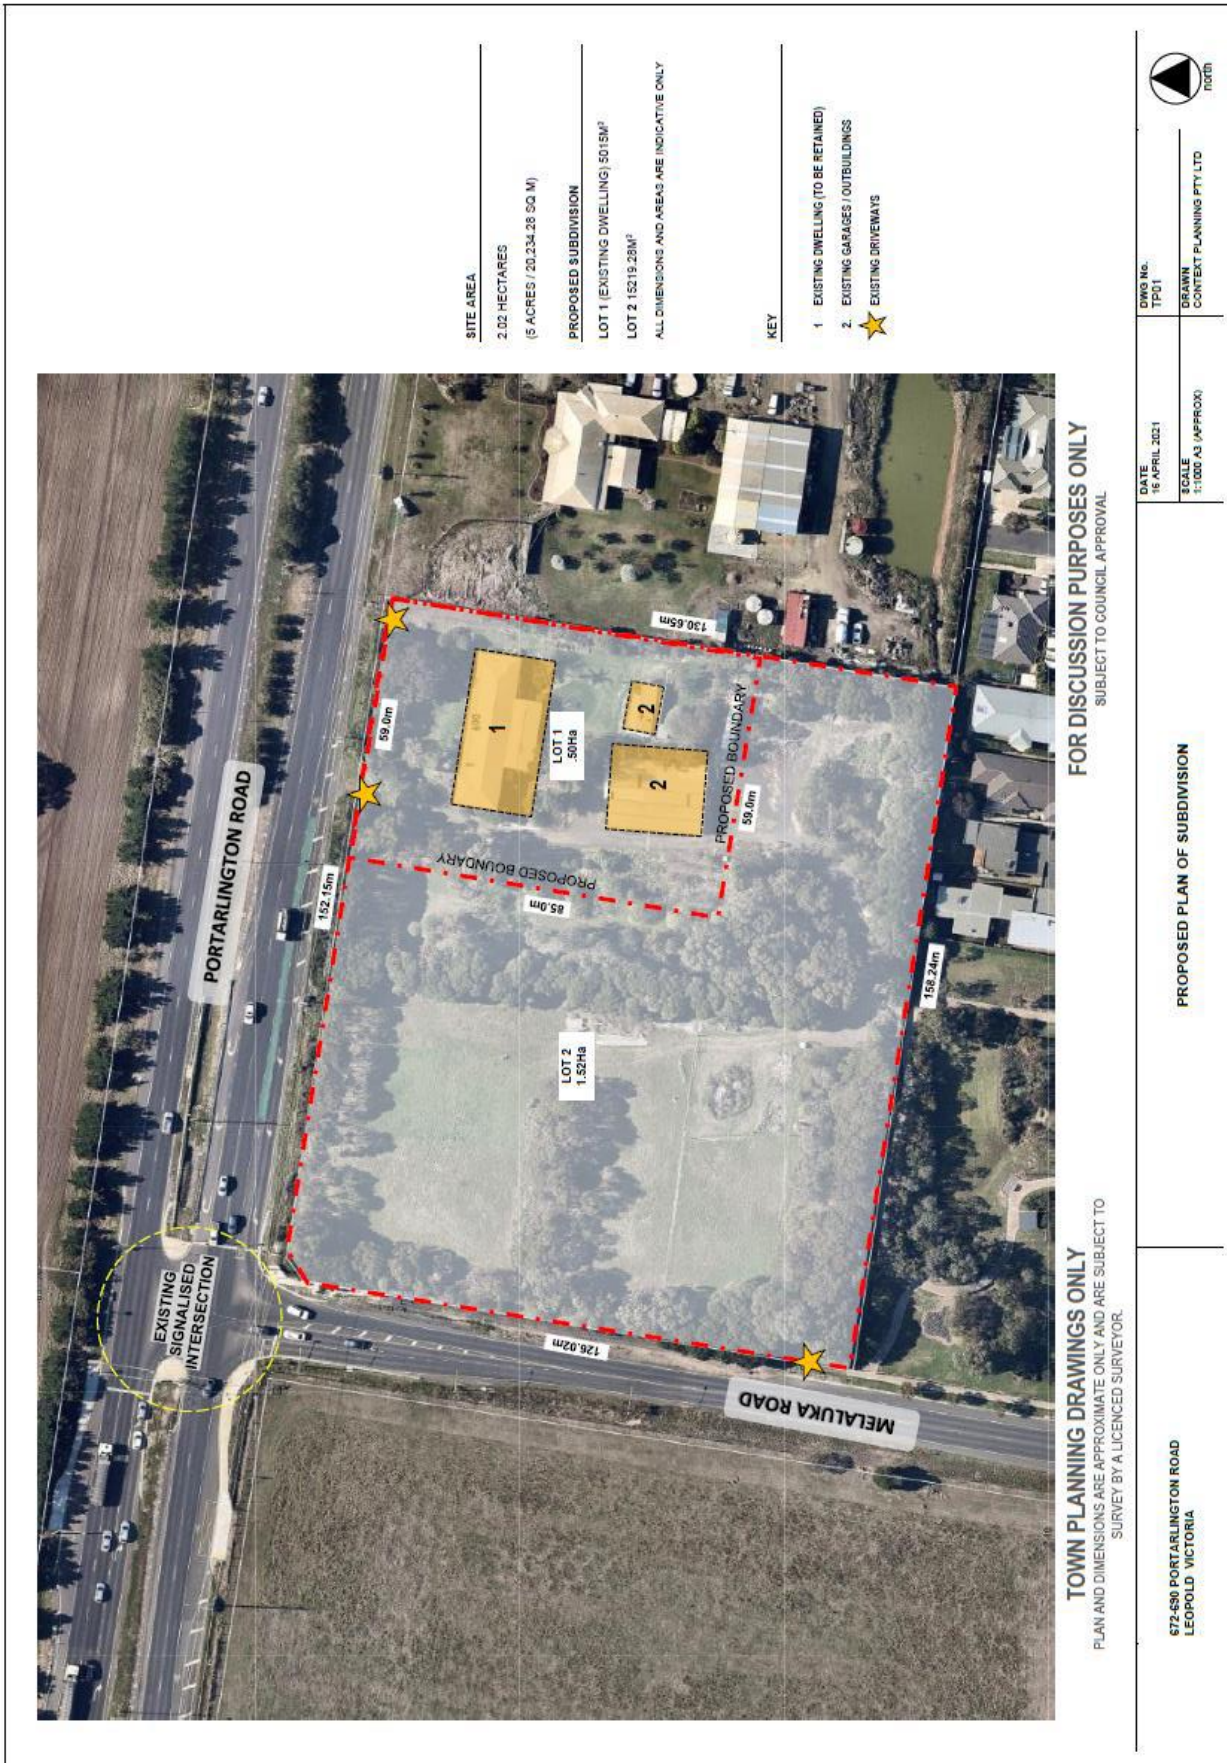 PORTARLINGTON ROAD
EXISTING
SIGNALISED
INTERSECTION
MELALUKA ROAD
152.15m
59.0m
130.65m
126.02m
158.24m
85.0m
59.0m
PROPOSED BOUNDARY
PROPOSED BOUNDARY
LOT 1
.50Ha
LOT 2
1.52Ha
1
2
2
SITE AREA
2.02 HECTARES
(5 ACRES / 20,234.28 SQ M)
PROPOSED SUBDIVISION
LOT 1 (EXISTING DWELLING) 5015M²
LOT 2 15219.28M²
ALL DIMENSIONS AND AREAS ARE INDICATIVE ONLY
KEY
1 EXISTING DWELLING (TO BE RETAINED)
2. EXISTING GARAGES / OUTBUILDINGS
EXISTING DRIVEWAYS
TOWN PLANNING DRAWINGS ONLY
PLAN AND DIMENSIONS ARE APPROXIMATE ONLY AND ARE SUBJECT TO
SURVEY BY A LICENCED SURVEYOR.
FOR DISCUSSION PURPOSES ONLY
SUBJECT TO COUNCIL APPROVAL
672-690 PORTARLINGTON ROAD
LEOPOLD VICTORIA
PROPOSED PLAN OF SUBDIVISION
DATE
16 APRIL 2021
SCALE
1:1000 A3 (APPROX)
DWG No.
TP01
DRAWN
CONTEXT PLANNING PTY LTD
north